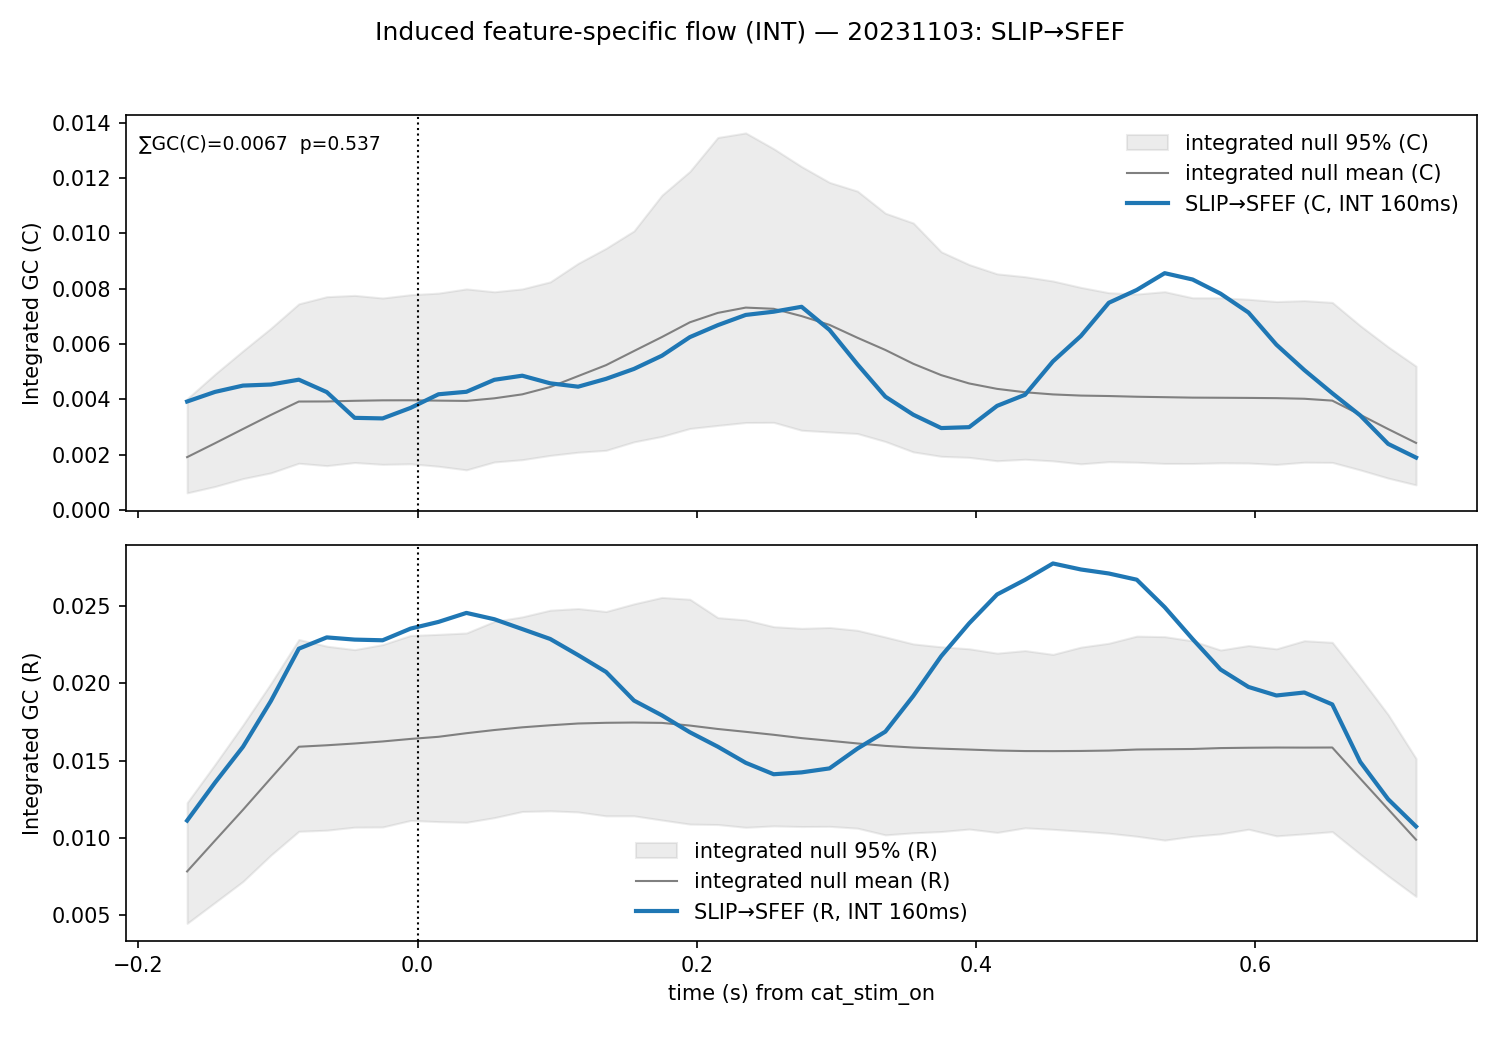 Induced feature-specific flow (INT) — 20231103: SLIP→SFEF
∑GC(C)=0.0067  p=0.537
integrated null 95% (C)
integrated null mean (C)
SLIP→SFEF (C, INT 160ms)
Integrated GC (C)
0.014
0.012
0.010
0.008
0.006
0.004
0.002
0.000
Integrated GC (R)
0.025
0.020
0.015
0.010
0.005
integrated null 95% (R)
integrated null mean (R)
SLIP→SFEF (R, INT 160ms)
−0.2 0.0 0.2 0.4 0.6
time (s) from cat_stim_on